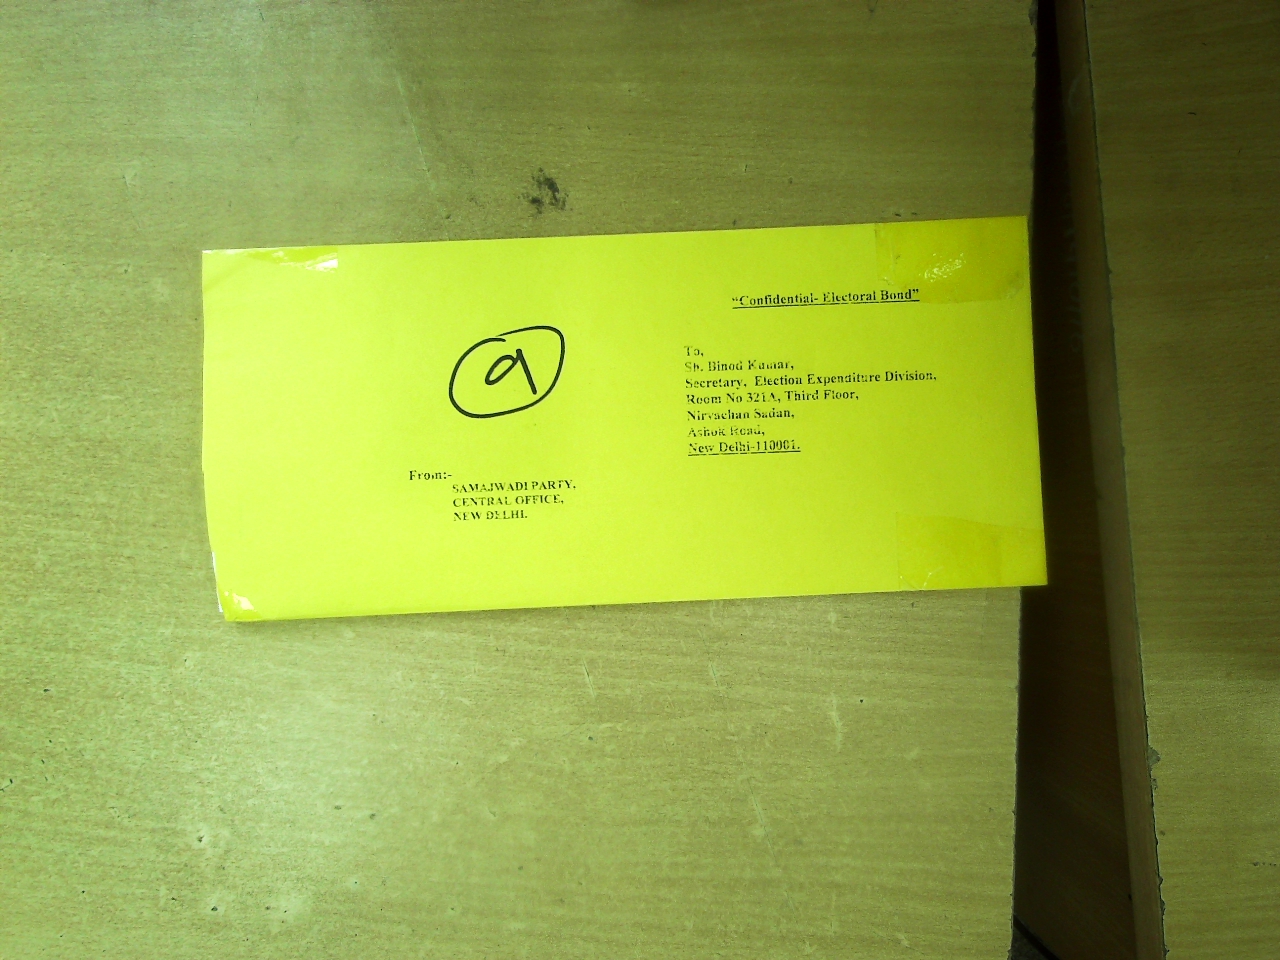 "Confidential- Electoral Bond"
To,
Sh. Binod Kumar,
Secretary, Election Expenditure Division,
Room No 321A, Third Floor,
Nirvachan Sadan,
Ashok Road,
New Delhi-110001.
9
From:-
SAMAJWADI PARTY,
CENTRAL OFFICE,
NEW DELHI.